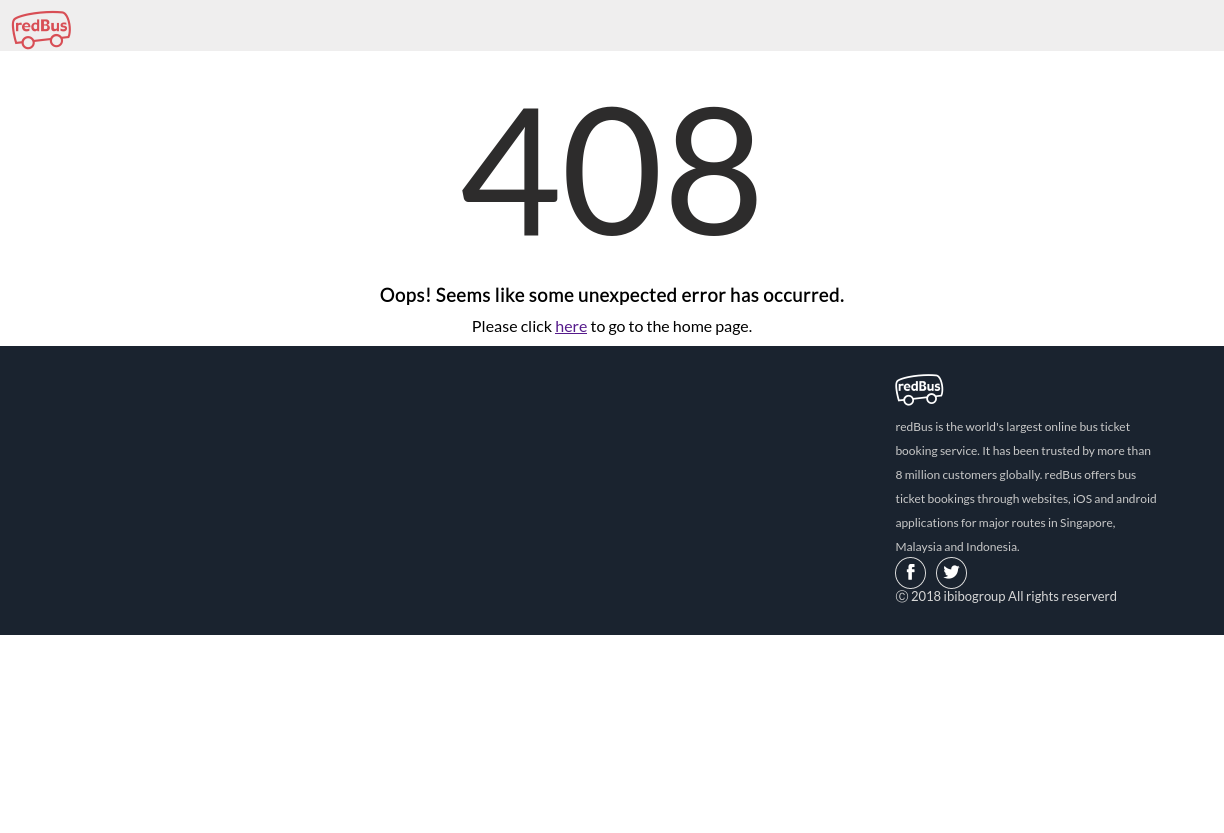 redBus
408
Oops! Seems like some unexpected error has occurred.
Please click here to go to the home page.
redBus
redBus is the world's largest online bus ticket
booking service. It has been trusted by more than
8 million customers globally. redBus offers bus
ticket bookings through websites, iOS and android
applications for major routes in Singapore,
Malaysia and Indonesia.
Ⓒ 2018 ibibogroup All rights reserverd